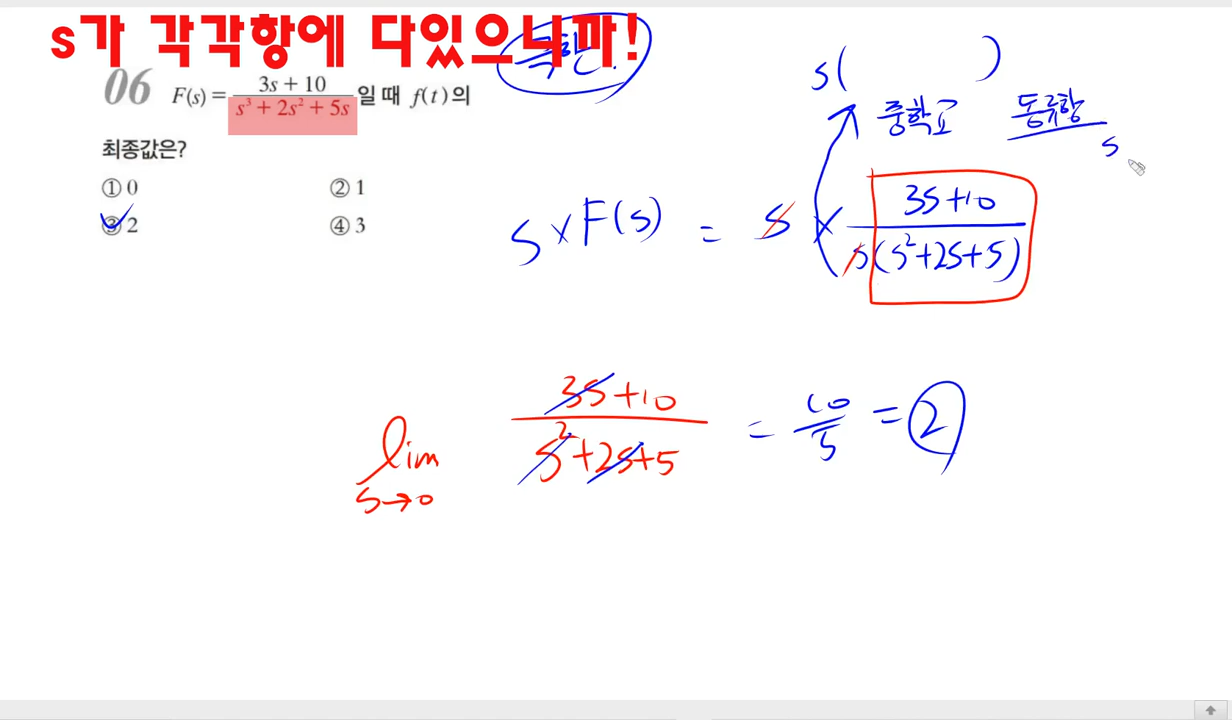 s가 각각항에 다있으니까!
s( )
06 F(s) = 3s + 10 / s³ + 2s² + 5s 일 때 f(t)의
중학교 동류항
s
최종값은?
① 0 ② 1
③ 2 ④ 3
s × F(s) = s × 3s+10 / s(s²+2s+5)
lim s→0 3s+10 / s²+2s+5 = 10/5 = 2